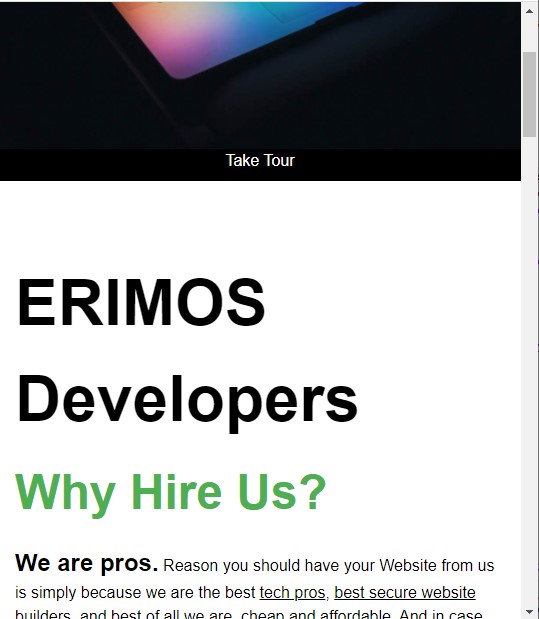 Take Tour
ERIMOS
Developers
Why Hire Us?
We are pros. Reason you should have your Website from us
is simply because we are the best tech pros, best secure website
builders, and best of all we are, cheap and affordable. And in case